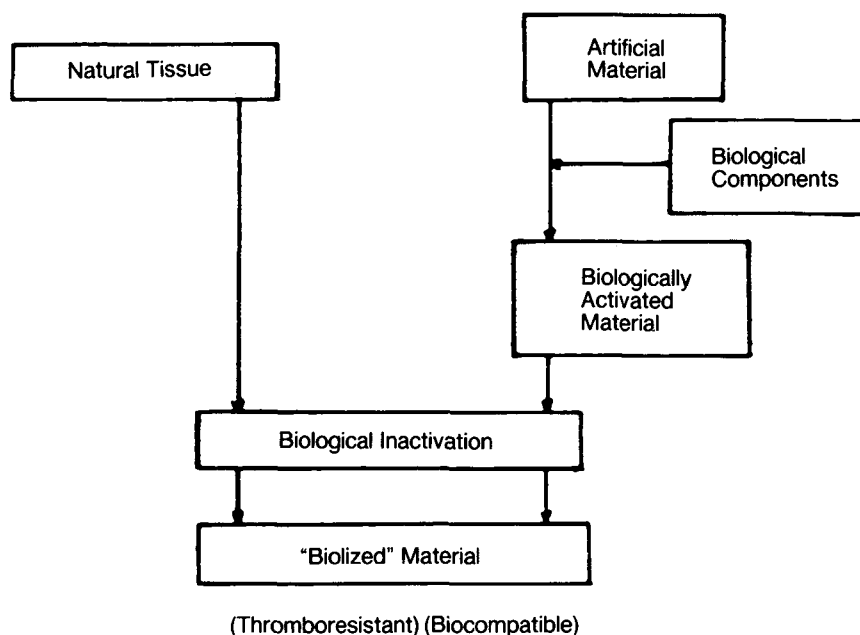 Natural Tissue
Artificial
Material
Biological
Components
Biologically
Activated
Material
Biological Inactivation
"Biolized" Material
(Thromboresistant) (Biocompatible)